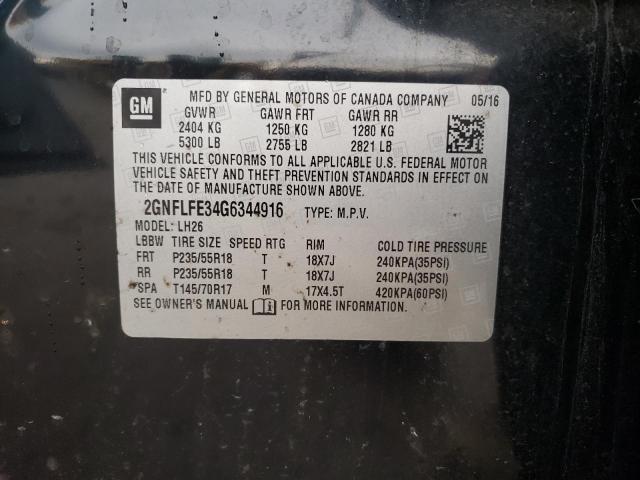 GM
MFD BY GENERAL MOTORS OF CANADA COMPANY 05/16
GVWR GAWR FRT GAWR RR
2404 KG 1250 KG 1280 KG
5300 LB 2755 LB 2821 LB
THIS VEHICLE CONFORMS TO ALL APPLICABLE U.S. FEDERAL MOTOR
VEHICLE SAFETY AND THEFT PREVENTION STANDARDS IN EFFECT ON
THE DATE OF MANUFACTURE SHOWN ABOVE.
2GNFLFE34G6344916 TYPE: M.P.V.
MODEL: LH26
LBBW TIRE SIZE SPEED RTG RIM COLD TIRE PRESSURE
FRT P235/55R18 T 18X7J 240KPA(35PSI)
RR P235/55R18 T 18X7J 240KPA(35PSI)
SPA T145/70R17 M 17X4.5T 420KPA(60PSI)
SEE OWNER'S MANUAL FOR MORE INFORMATION.